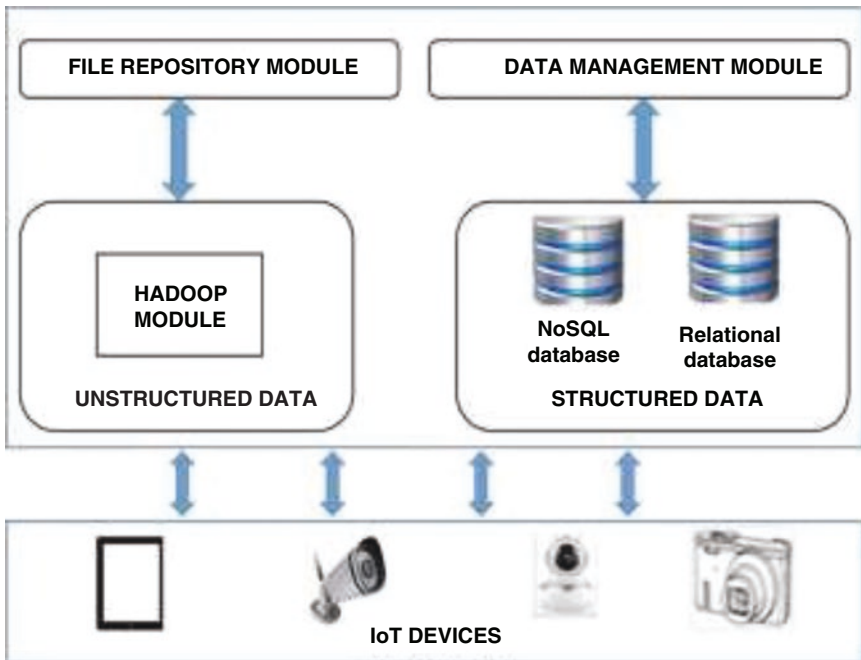 FILE REPOSITORY MODULE
DATA MANAGEMENT MODULE
HADOOP
MODULE
UNSTRUCTURED DATA
NoSQL
database
Relational
database
STRUCTURED DATA
IoT DEVICES